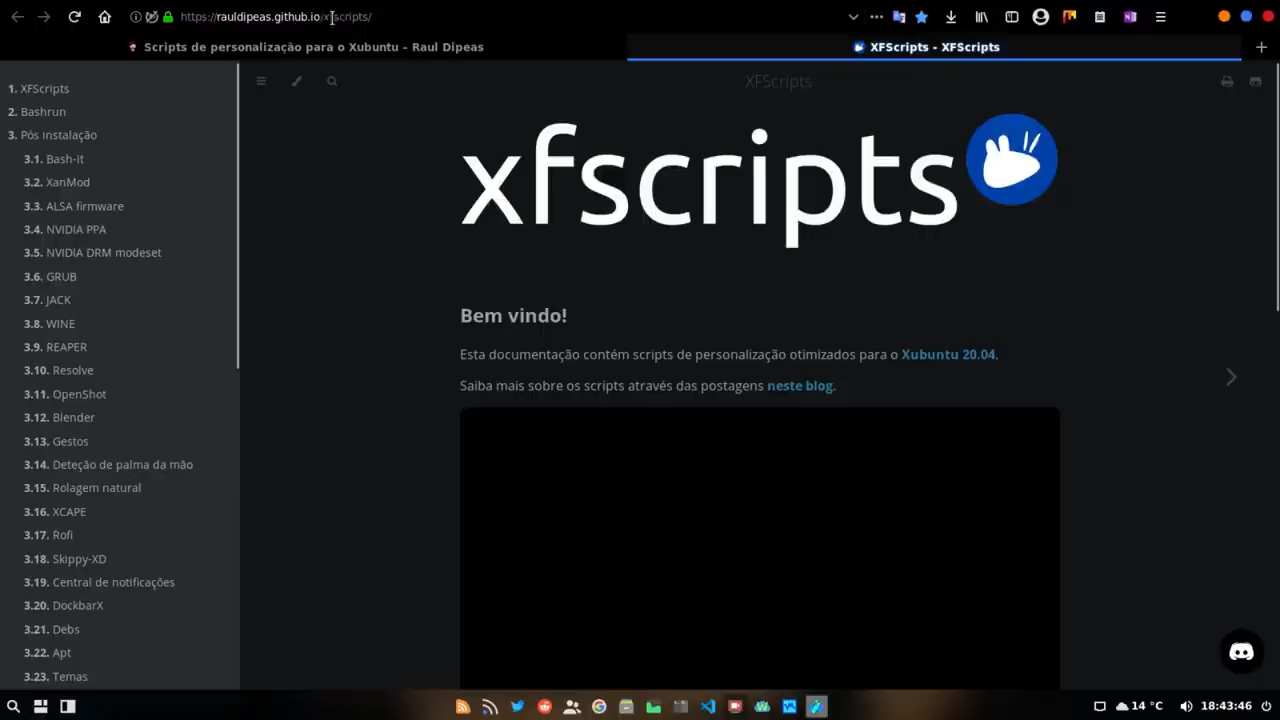 https://rauldipeas.github.io/xfscripts/
Scripts de personalização para o Xubuntu – Raul Dipeas
XFScripts - XFScripts
1. XFScripts
2. Bashrun
3. Pós instalação
3.1. Bash-it
3.2. XanMod
3.3. ALSA firmware
3.4. NVIDIA PPA
3.5. NVIDIA DRM modeset
3.6. GRUB
3.7. JACK
3.8. WINE
3.9. REAPER
3.10. Resolve
3.11. OpenShot
3.12. Blender
3.13. Gestos
3.14. Deteção de palma da mão
3.15. Rolagem natural
3.16. XCAPE
3.17. Rofi
3.18. Skippy-XD
3.19. Central de notificações
3.20. DockbarX
3.21. Debs
3.22. Apt
3.23. Temas
XFScripts
xfscripts
Bem vindo!
Esta documentação contém scripts de personalização otimizados para o Xubuntu 20.04.
Saiba mais sobre os scripts através das postagens neste blog.
14 °C
18:43:46